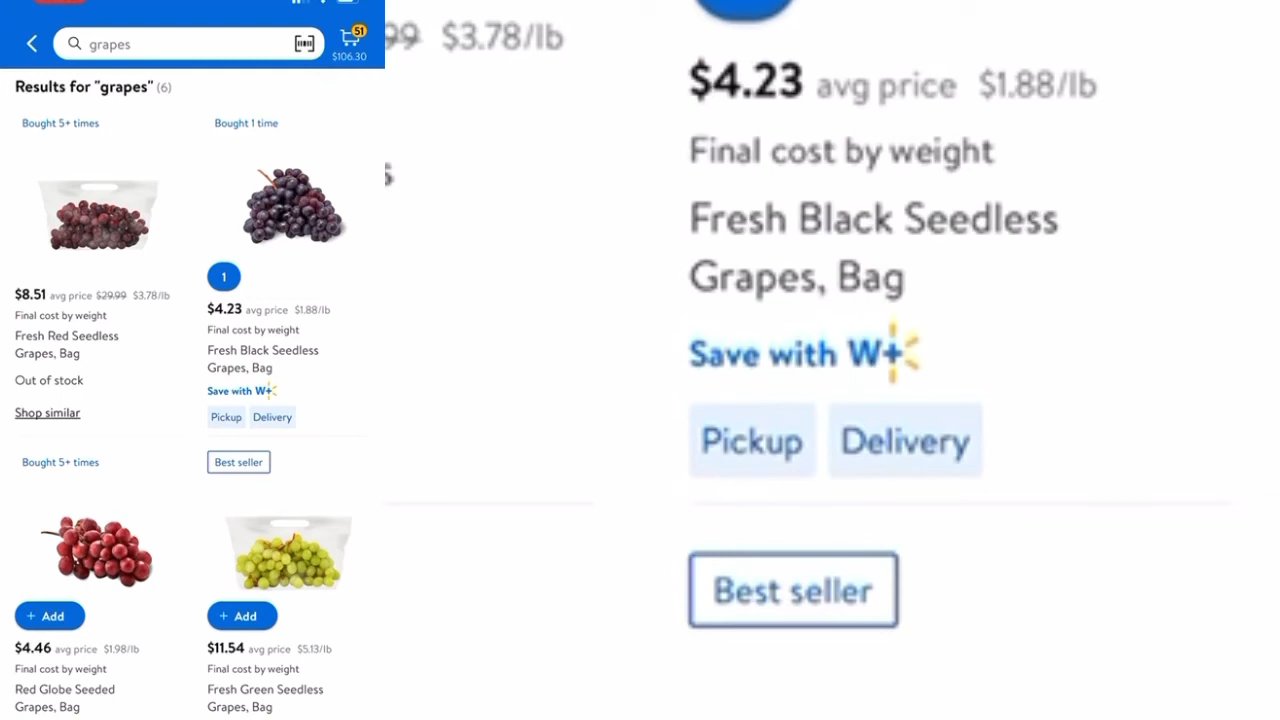 grapes
51
$106.30
Results for "grapes" (6)
Bought 5+ times
Bought 1 time
1
$8.51 avg price $29.99 $3.78/lb
Final cost by weight
Fresh Red Seedless
Grapes, Bag
Out of stock
Shop similar
$4.23 avg price $1.88/lb
Final cost by weight
Fresh Black Seedless
Grapes, Bag
Save with W+
Pickup Delivery
Bought 5+ times
Best seller
+ Add
$4.46 avg price $1.98/lb
Final cost by weight
Red Globe Seeded
Grapes, Bag
+ Add
$11.54 avg price $5.13/lb
Final cost by weight
Fresh Green Seedless
Grapes, Bag
99 $3.78/lb
s
$4.23 avg price $1.88/lb
Final cost by weight
Fresh Black Seedless
Grapes, Bag
Save with W+
Pickup Delivery
Best seller